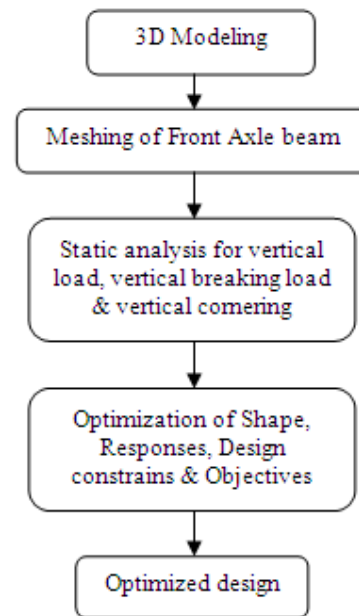 3D Modeling
Meshing of Front Axle beam
Static analysis for vertical
load, vertical breaking load
& vertical cornering
Optimization of Shape,
Responses, Design
constrains & Objectives
Optimized design